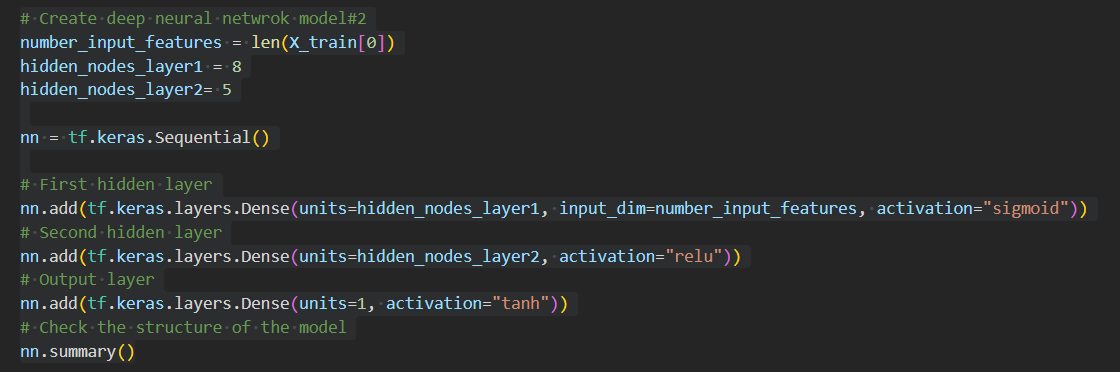 # Create deep neural netwrok model#2
number_input_features = len(X_train[0])
hidden_nodes_layer1 = 8
hidden_nodes_layer2= 5
nn = tf.keras.Sequential()
# First hidden layer
nn.add(tf.keras.layers.Dense(units=hidden_nodes_layer1, input_dim=number_input_features, activation="sigmoid"))
# Second hidden layer
nn.add(tf.keras.layers.Dense(units=hidden_nodes_layer2, activation="relu"))
# Output layer
nn.add(tf.keras.layers.Dense(units=1, activation="tanh"))
# Check the structure of the model
nn.summary()